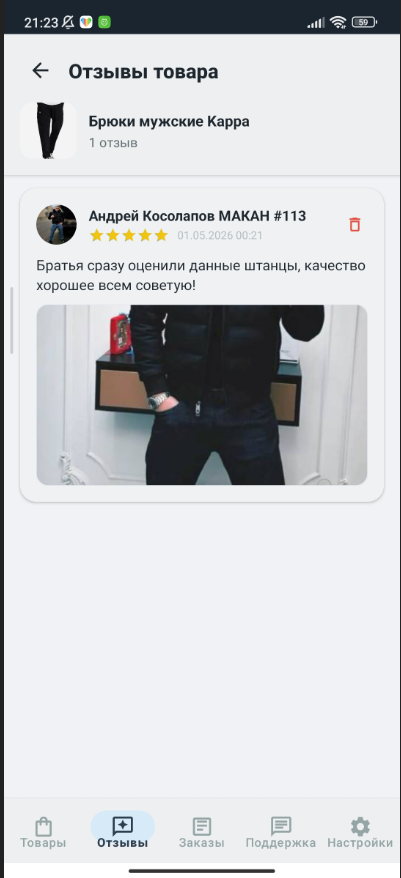 21:23
59
Отзывы товара
Брюки мужские Kappa
1 отзыв
Андрей Косолапов МАКАН #113
01.05.2026 00:21
Братья сразу оценили данные штанцы, качество
хорошее всем советую!
Товары
Отзывы
Заказы
Поддержка
Настройки